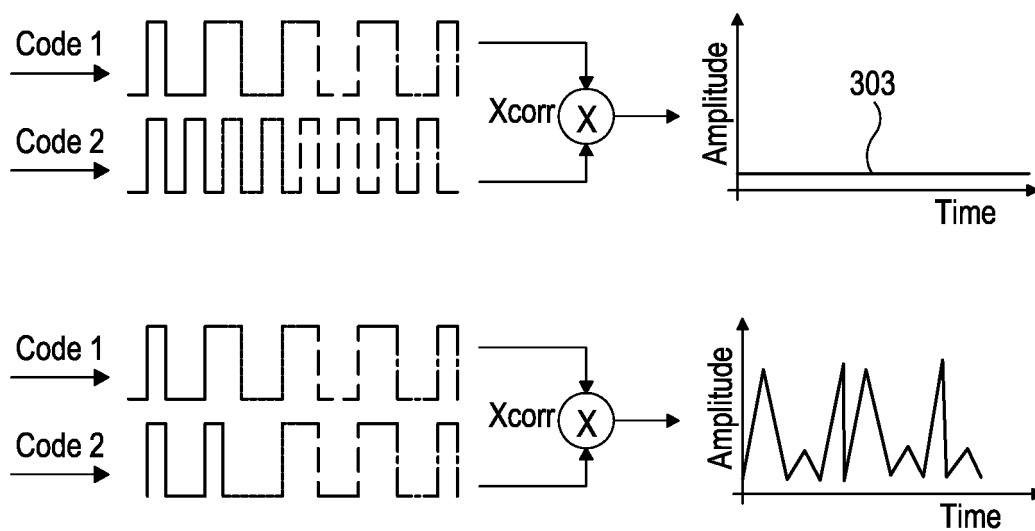 Code 1
Code 2
Xcorr
X
Amplitude
303
Time
Code 1
Code 2
Xcorr
X
Amplitude
Time